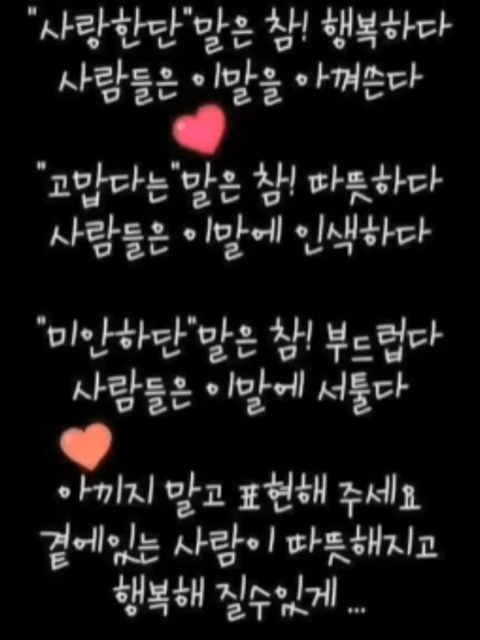 "사랑한단"말은 참! 행복하다
사람들은 이말을 아껴쓴다
"고맙다는"말은 참! 따뜻하다
사람들은 이말에 인색하다
"미안하단"말은 참! 부드럽다
사람들은 이말에 서툴다
아끼지 말고 표현해 주세요
곁에있는 사람이 따뜻해지고
행복해 질수있게 ...